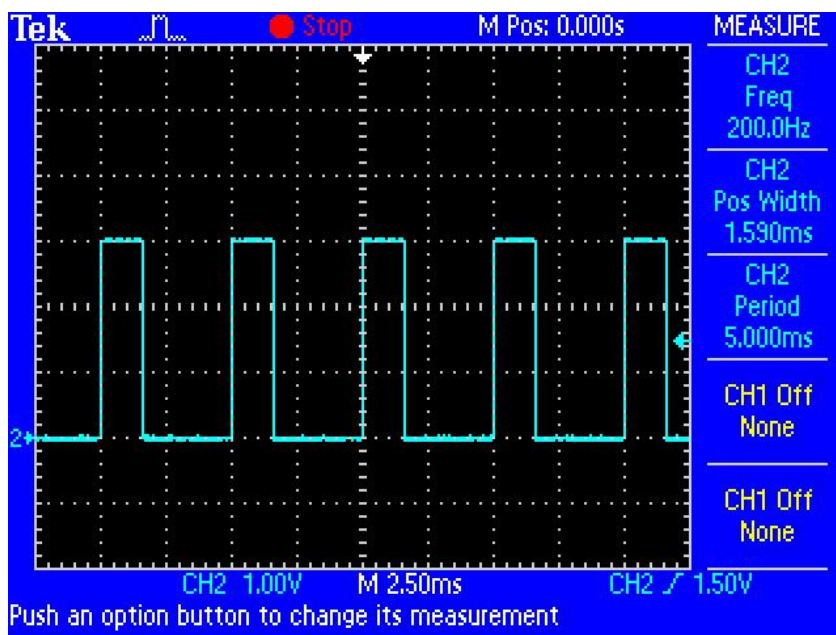 Tek Stop M Pos: 0.000s MEASURE
CH2
Freq
200.0Hz
CH2
Pos Width
1.590ms
CH2
Period
5.000ms
CH1 Off
None
CH1 Off
None
2
CH2 1.00V M 2.50ms CH2 1.50V
Push an option button to change its measurement